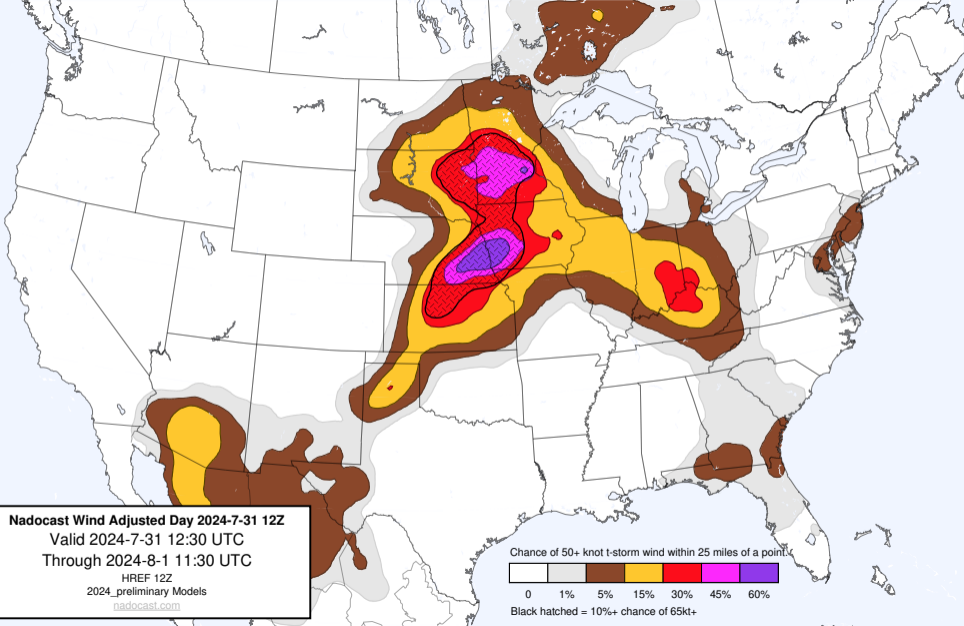 Nadocast Wind Adjusted Day 2024-7-31 12Z
Valid 2024-7-31 12:30 UTC
Through 2024-8-1 11:30 UTC
HREF 12Z
2024_preliminary Models
nadocast.com
Chance of 50+ knot t-storm wind within 25 miles of a point.
0 1% 5% 15% 30% 45% 60%
Black hatched = 10%+ chance of 65kt+